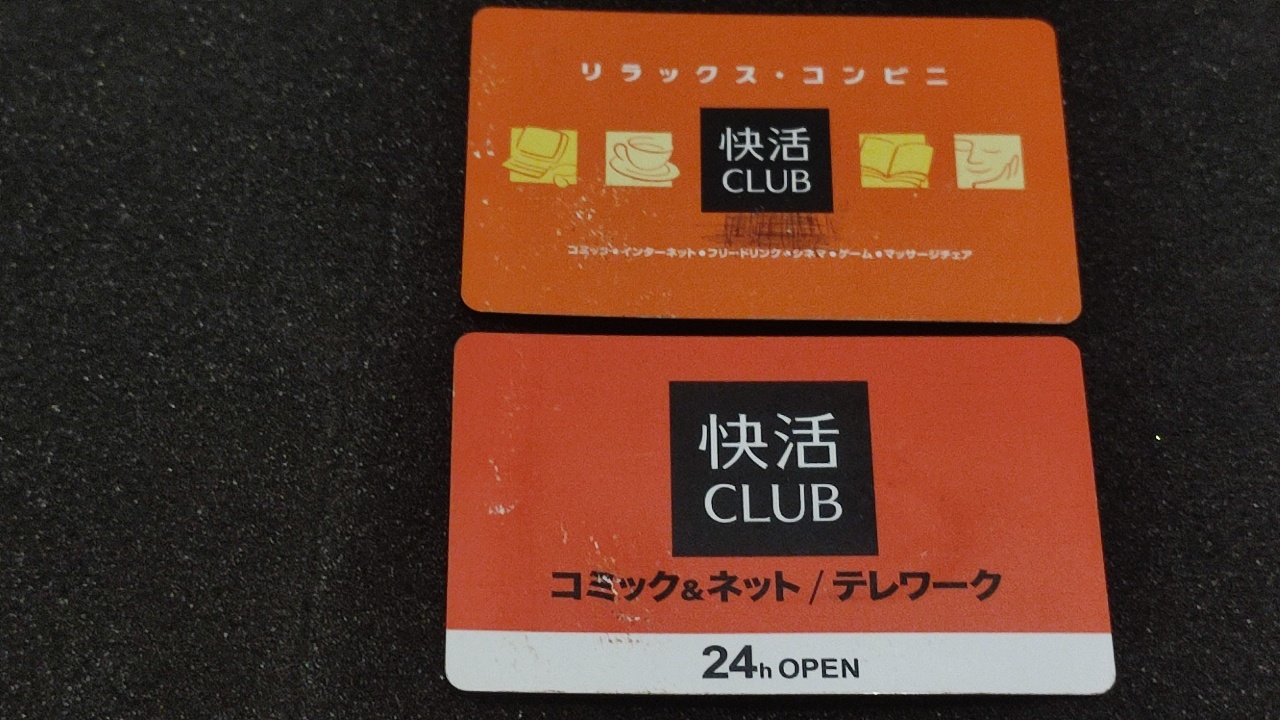 リラックス・コンビニ
快活
CLUB
コミック●インターネット●フリードリンク●シネマ●ゲーム●マッサージチェア
快活
CLUB
コミック&ネット/テレワーク
24h OPEN